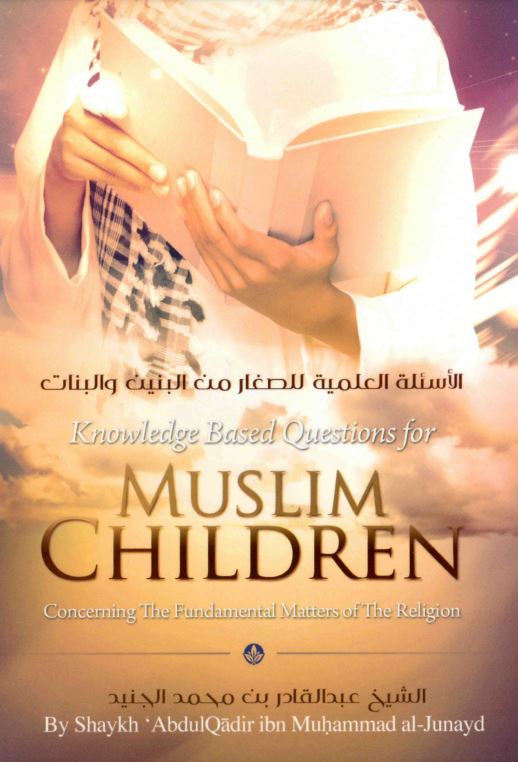 الأسئلة العلمية للصغار من البنين والبنات
Knowledge Based Questions for
MUSLIM
CHILDREN
Concerning The Fundamental Matters of The Religion
الشيخ عبدالقادر بن محمد الجنيد
By Shaykh ‘AbdulQādir ibn Muḥammad al-Junayd